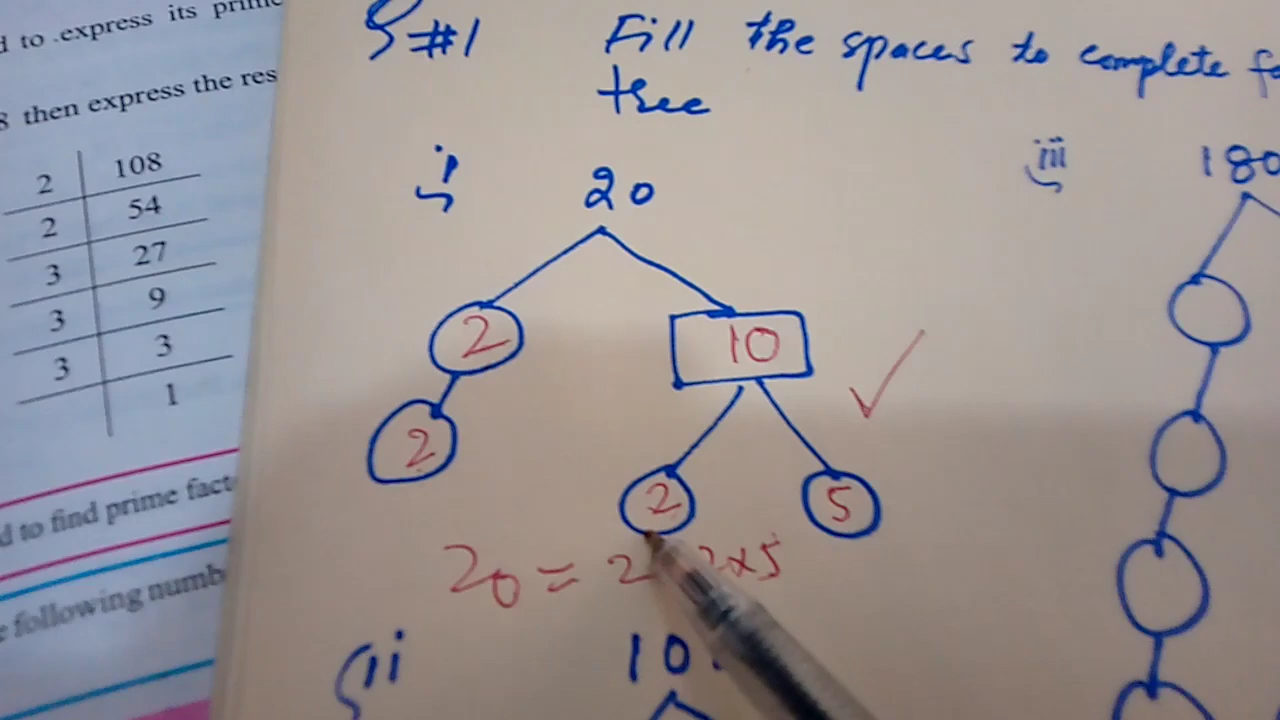 d to .express its prime
8 then express the res
2 108
2 54
3 27
3 9
3 3
1
d to find prime fact
following numb
#1 Fill the spaces to complete
tree
i 20
2 10
2
2 5
20 = 2 2×5
ii 10
iii 180